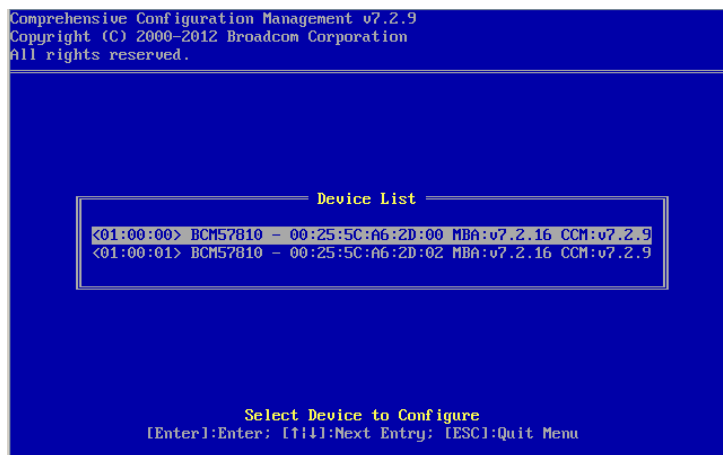 Comprehensive Configuration Management v7.2.9
Copyright (C) 2000-2012 Broadcom Corporation
All rights reserved.
Device List
<01:00:00> BCM57810 - 00:25:5C:A6:2D:00 MBA:v7.2.16 CCM:v7.2.9
<01:00:01> BCM57810 - 00:25:5C:A6:2D:02 MBA:v7.2.16 CCM:v7.2.9
Select Device to Configure
[Enter]:Enter; [↑|↓]:Next Entry; [ESC]:Quit Menu